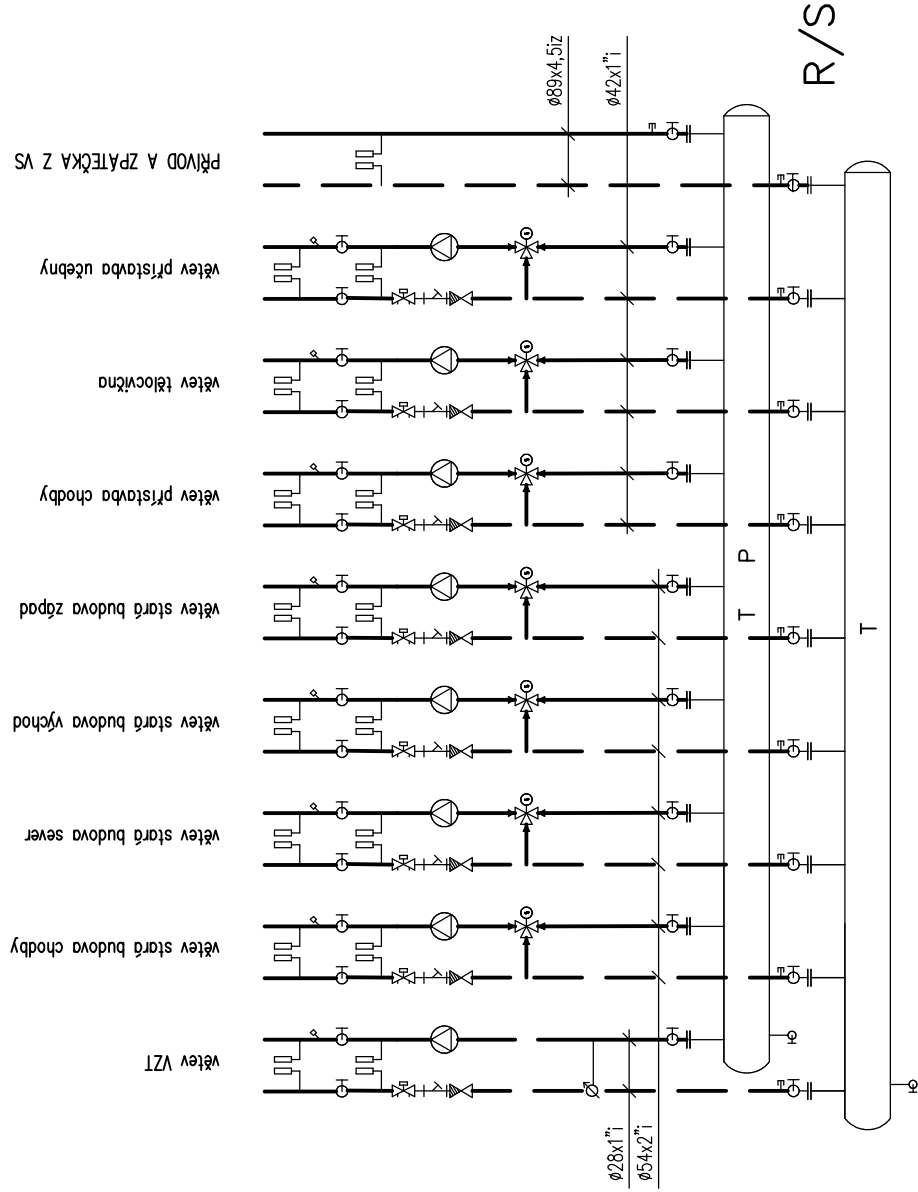 PŘÍVOD A ZPÁTEČKA Z VS
větev přístavba učebny
větev tělocvična
větev přístavba chodby
větev stará budova západ
větev stará budova východ
větev stará budova sever
větev stará budova chodby
větev VZT
ø89x4,5iz
ø42x1"i
ø28x1"i
ø54x2"i
T P
T
R/S